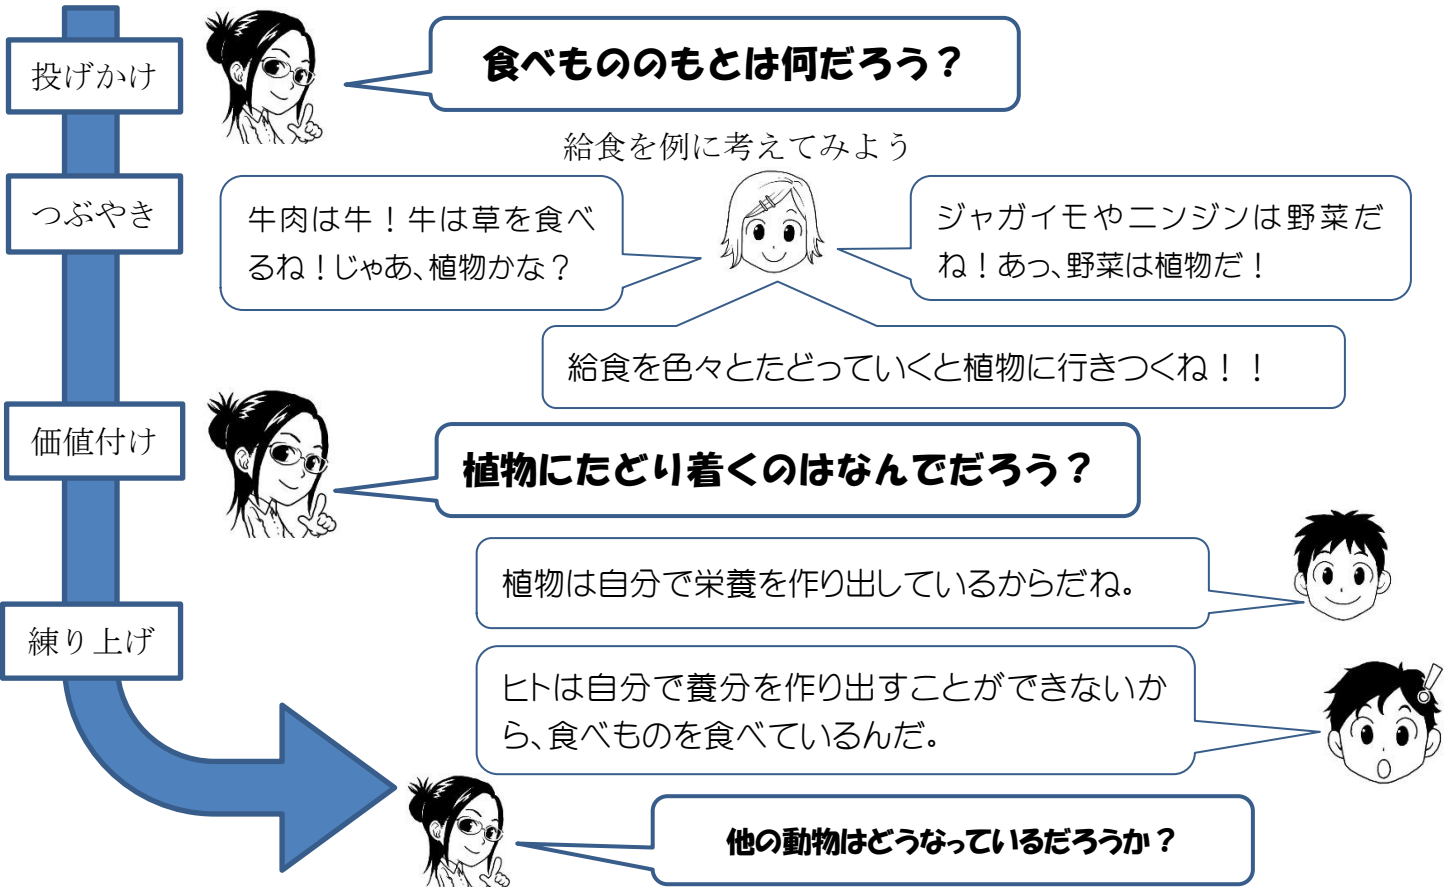 投げかけ
食べもののもとは何だろう？
給食を例に考えてみよう
つぶやき
牛肉は牛！牛は草を食べ
るね！じゃあ、植物かな？
ジャガイモやニンジンは野菜だ
ね！あっ、野菜は植物だ！
給食を色々とたどっていくと植物に行きつくね！！
価値付け
植物にたどり着くのはなんでだろう？
植物は自分で栄養を作り出しているからだね。
練り上げ
ヒトは自分で養分を作り出すことができないか
ら、食べものを食べているんだ。
他の動物はどうなっているだろうか？